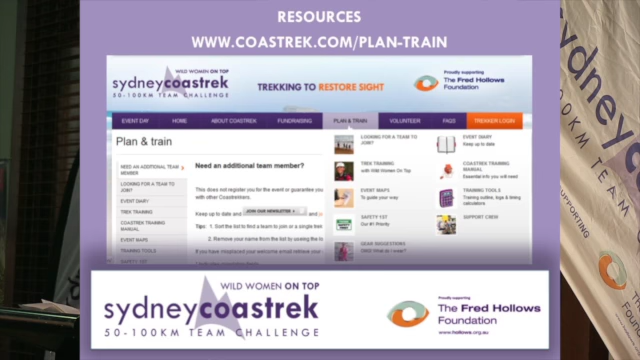 RESOURCES
WWW.COASTREK.COM/PLAN-TRAIN
WILD WOMEN ON TOP
sydneycoastrek
50-100KM TEAM CHALLENGE
TREKKING TO RESTORE SIGHT
Proudly supporting
The Fred Hollows
Foundation
EVENT DAY
HOME
ABOUT COASTREK
FUNDRAISING
PLAN & TRAIN
VOLUNTEER
FAQS
TREKKER LOGIN
Plan & train
NEED AN ADDITIONAL TEAM
MEMBER?
LOOKING FOR A TEAM TO
JOIN?
EVENT DIARY
TREK TRAINING
COASTREK TRAINING
MANUAL
EVENT MAPS
TRAINING TOOLS
SAFETY 1ST
Need an additional team member?
This does not register you for the event or guarantee you
with other Coastrekkers.
Keep up to date and JOIN OUR NEWSLETTER
Tips: 1. Sort the list to find a team to join or a single trek
2. Remove your name from the list by using the
If you have misplaced your welcome email retrieve your
LOOKING FOR A TEAM TO
JOIN?
TREK TRAINING
with Wild Women On Top
EVENT MAPS
To guide your way
SAFETY 1ST
Our #1 Priority
GEAR SUGGESTIONS
EVENT DIARY
Keep up to date
COASTREK TRAINING
MANUAL
Essential info you will need
TRAINING TOOLS
Training outline, logs & timing
calculators
SUPPORT CREW
WILD WOMEN ON TOP
sydneycoastrek
50-100KM TEAM CHALLENGE
Proudly supporting
The Fred Hollows
Foundation
www.hollows.org.au
ydneyc
00KM TEAM
SUPPORTING